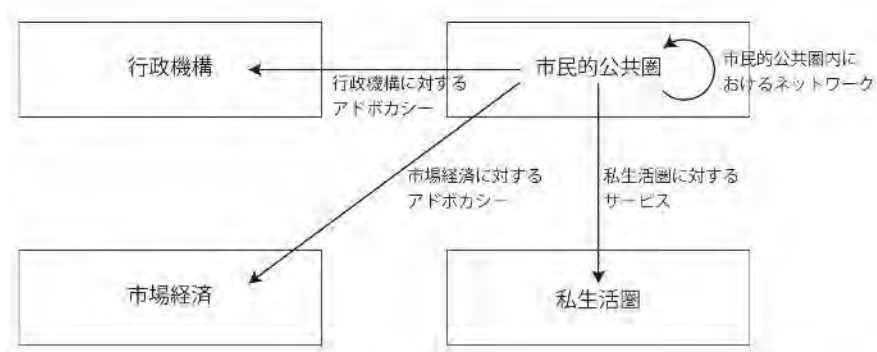 行政機構
市民的公共圏
市民的公共圏内に
おけるネットワーク
行政機構に対する
アドボカシー
市場経済に対する
アドボカシー
私生活圏に対する
サービス
市場経済
私生活圏